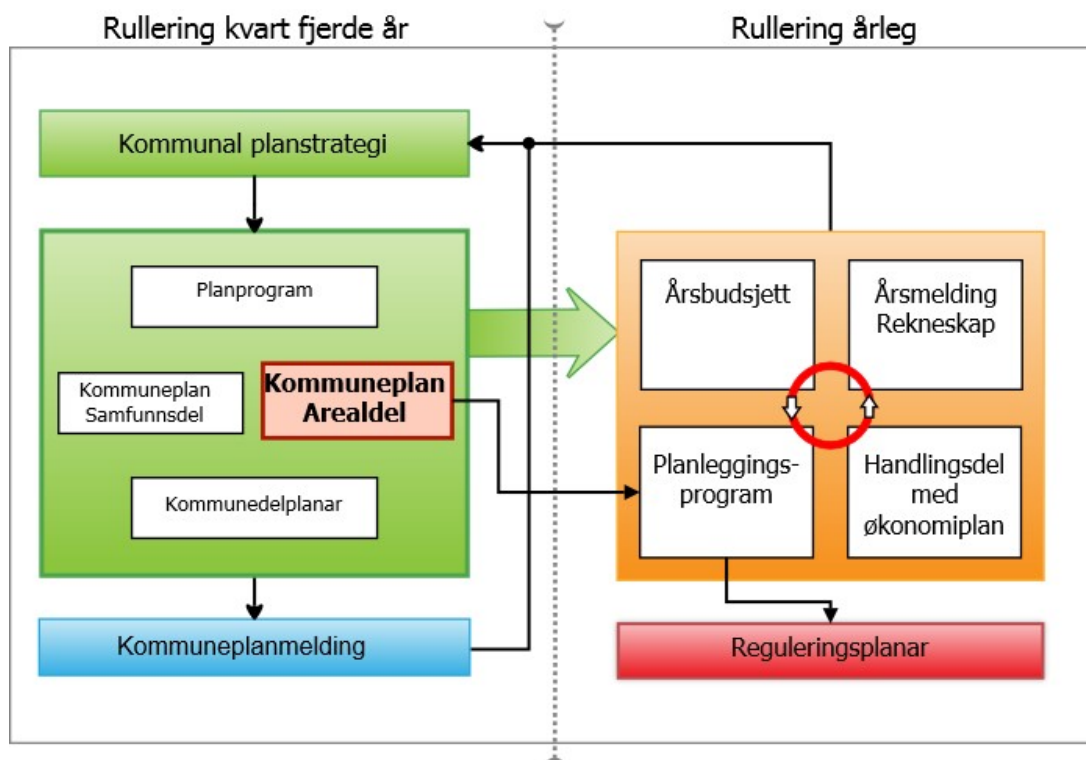 Rullering kvart fjerde år
Rullering årleg
Kommunal planstrategi
Planprogram
Kommuneplan
Samfunnsdel
Kommuneplan
Arealdel
Kommunedelplanar
Kommuneplanmelding
Årsbudsjett
Årsmelding
Rekneskap
Planleggings-
program
Handlingsdel
med
økonomiplan
Reguleringsplanar